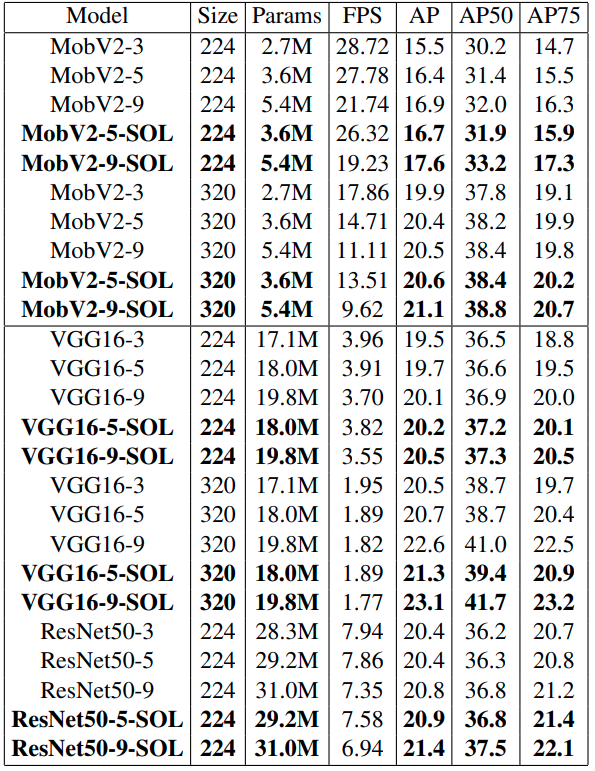 Model Size Params FPS AP AP50 AP75
MobV2-3 224 2.7M 28.72 15.5 30.2 14.7
MobV2-5 224 3.6M 27.78 16.4 31.4 15.5
MobV2-9 224 5.4M 21.74 16.9 32.0 16.3
MobV2-5-SOL 224 3.6M 26.32 16.7 31.9 15.9
MobV2-9-SOL 224 5.4M 19.23 17.6 33.2 17.3
MobV2-3 320 2.7M 17.86 19.9 37.8 19.1
MobV2-5 320 3.6M 14.71 20.4 38.2 19.9
MobV2-9 320 5.4M 11.11 20.5 38.4 19.8
MobV2-5-SOL 320 3.6M 13.51 20.6 38.4 20.2
MobV2-9-SOL 320 5.4M 9.62 21.1 38.8 20.7
VGG16-3 224 17.1M 3.96 19.5 36.5 18.8
VGG16-5 224 18.0M 3.91 19.7 36.6 19.5
VGG16-9 224 19.8M 3.70 20.1 36.9 20.0
VGG16-5-SOL 224 18.0M 3.82 20.2 37.2 20.1
VGG16-9-SOL 224 19.8M 3.55 20.5 37.3 20.5
VGG16-3 320 17.1M 1.95 20.5 38.7 19.7
VGG16-5 320 18.0M 1.89 20.7 38.7 20.4
VGG16-9 320 19.8M 1.82 22.6 41.0 22.5
VGG16-5-SOL 320 18.0M 1.89 21.3 39.4 20.9
VGG16-9-SOL 320 19.8M 1.77 23.1 41.7 23.2
ResNet50-3 224 28.3M 7.94 20.4 36.2 20.7
ResNet50-5 224 29.2M 7.86 20.4 36.3 20.8
ResNet50-9 224 31.0M 7.35 20.8 36.8 21.2
ResNet50-5-SOL 224 29.2M 7.58 20.9 36.8 21.4
ResNet50-9-SOL 224 31.0M 6.94 21.4 37.5 22.1